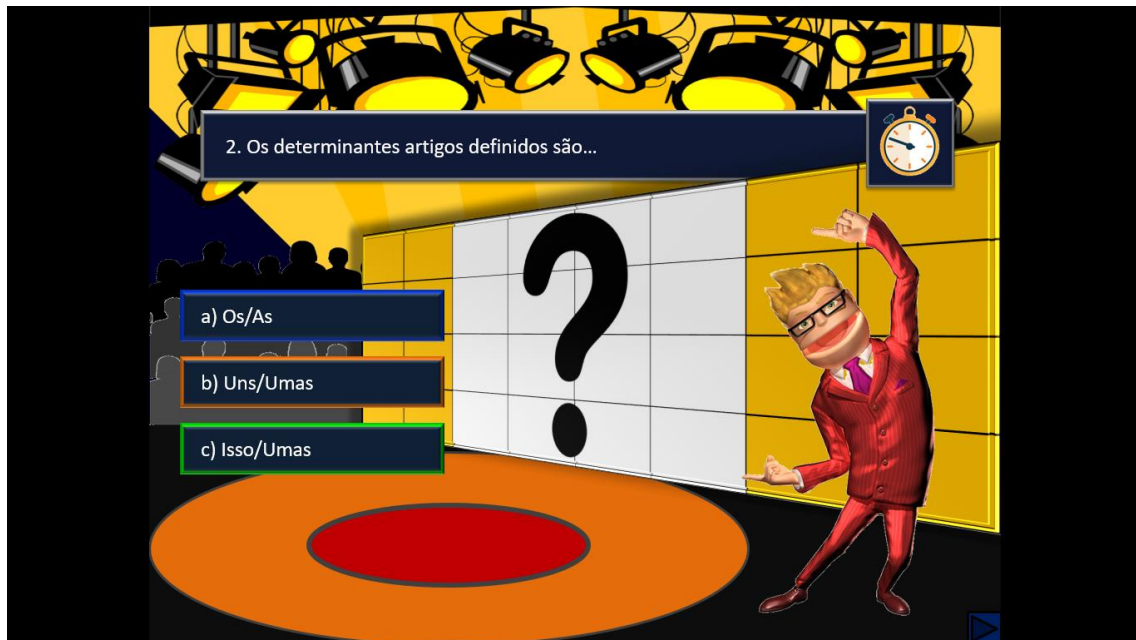 2. Os determinantes artigos definidos são...
a) Os/As
b) Uns/Umas
c) Isso/Umas